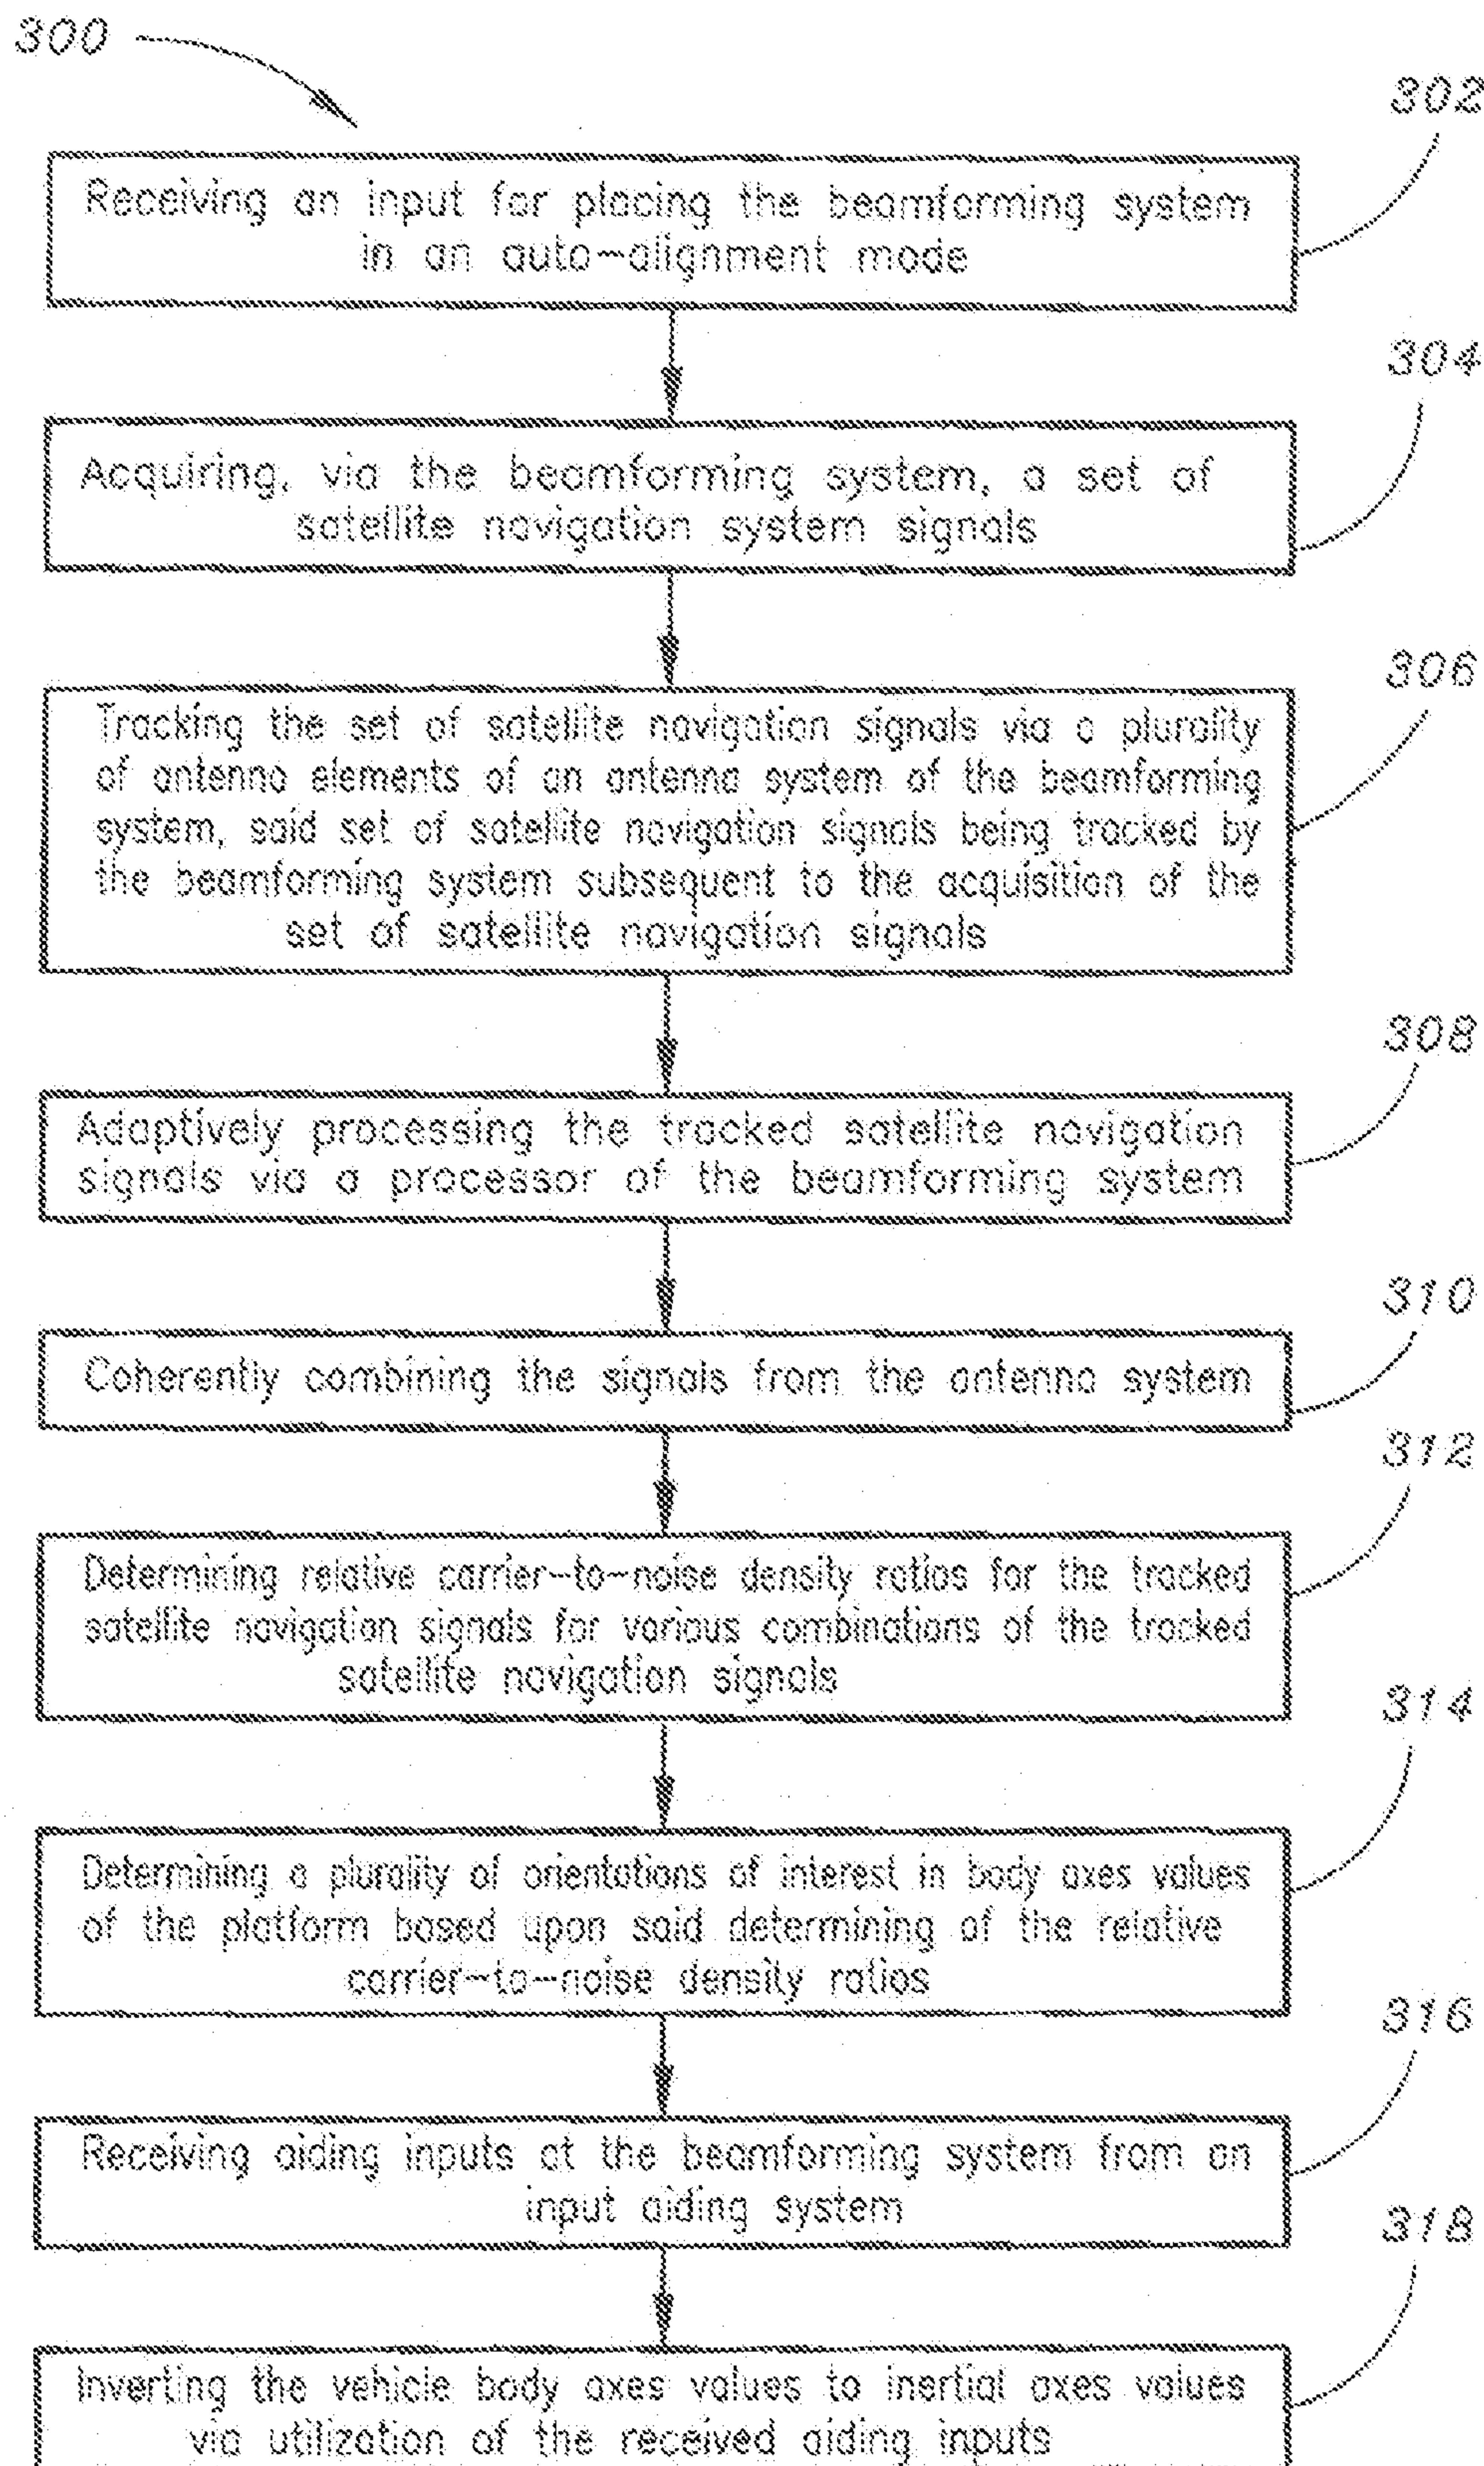 300
302
Receiving an input for placing the beamforming system
in an auto-alignment mode
304
Acquiring, via the beamforming system, a set of
satellite navigation system signals
306
Tracking the set of satellite navigation signals via a plurality
of antenna elements of an antenna system of the beamforming
system, said set of satellite navigation signals being tracked by
the beamforming system subsequent to the acquisition of the
set of satellite navigation signals
308
Adaptively processing the tracked satellite navigation
signals via a processor of the beamforming system
310
Coherently combining the signals from the antenna system
312
Determining relative carrier-to-noise density ratios for the tracked
satellite navigation signals for various combinations of the tracked
satellite navigation signals
314
Determining a plurality of orientations of interest in body axes values
of the platform based upon said determining of the relative
carrier-to-noise density ratios
316
Receiving aiding inputs at the beamforming system from an
input aiding system
318
Inverting the vehicle body axes values to inertial axes values
via utilization of the received aiding inputs